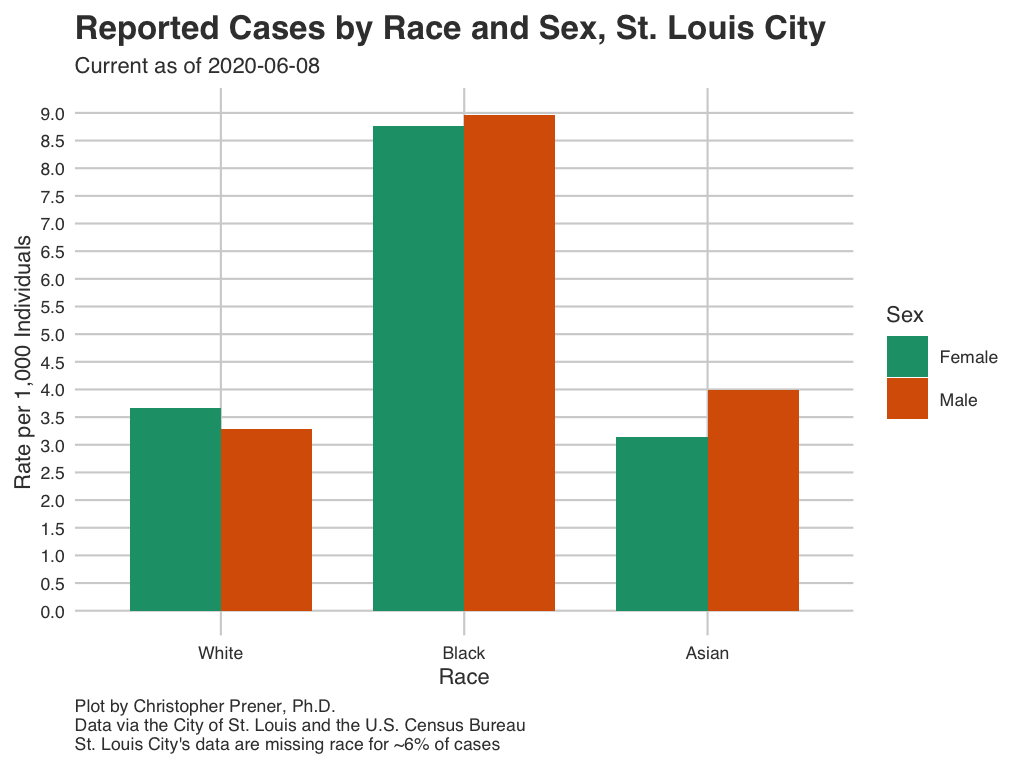 Reported Cases by Race and Sex, St. Louis City
Current as of 2020-06-08
Rate per 1,000 Individuals
9.0
8.5
8.0
7.5
7.0
6.5
6.0
5.5
5.0
4.5
4.0
3.5
3.0
2.5
2.0
1.5
1.0
0.5
0.0
White
Black
Asian
Race
Sex
Female
Male
Plot by Christopher Prener, Ph.D.
Data via the City of St. Louis and the U.S. Census Bureau
St. Louis City's data are missing race for ~6% of cases